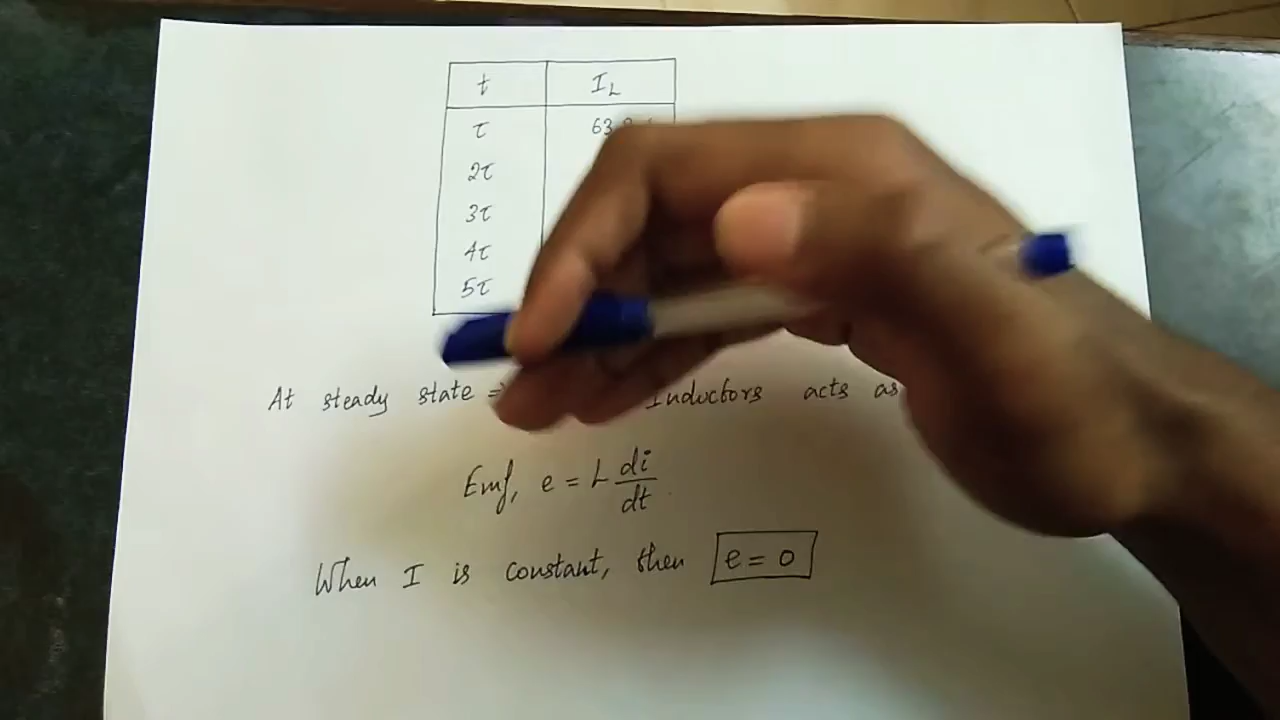 t I_L
τ 63.2
2τ
3τ
4τ
5τ
At steady state ⇒ Inductors acts as
Emf, e = L di/dt
When I is constant, then e = 0